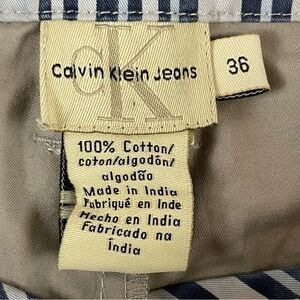 cK
Calvin Klein Jeans
36
100% Cotton/
coton/algodón/
algodão
Made in India
Fabriqué en Inde
Hecho en India
Fabricado na
Índia